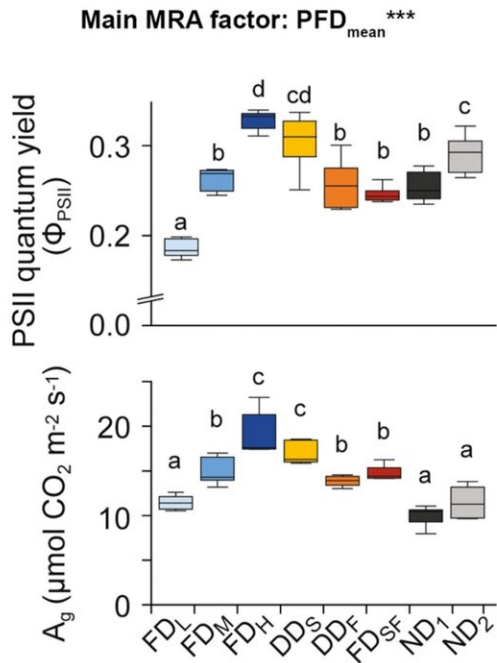 Main MRA factor: PFDmean***
PSII quantum yield
(ΦPSII)
0.3
0.2
0.0
a
b
d
cd
b
b
b
c
Ag (μmol CO2 m-2 s-1)
20
10
0
a
b
c
c
b
b
a
a
FDL
FDM
FDH
DDS
DDF
FDSF
ND1
ND2